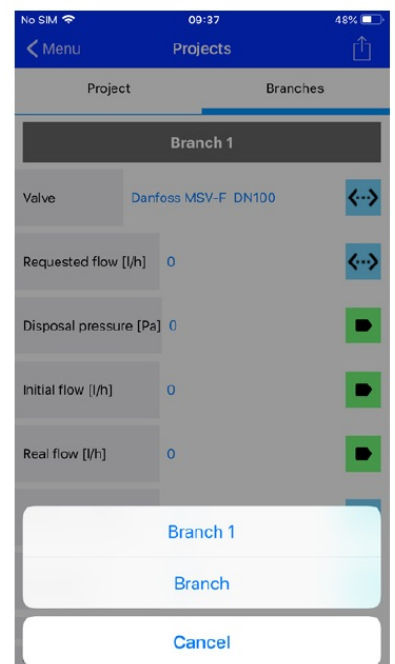 No SIM 09:37 48%
Menu Projects
Project Branches
Branch 1
Valve Danfoss MSV-F DN100
Requested flow [l/h] 0
Disposal pressure [Pa] 0
Initial flow [l/h] 0
Real flow [l/h] 0
Branch 1
Branch
Cancel